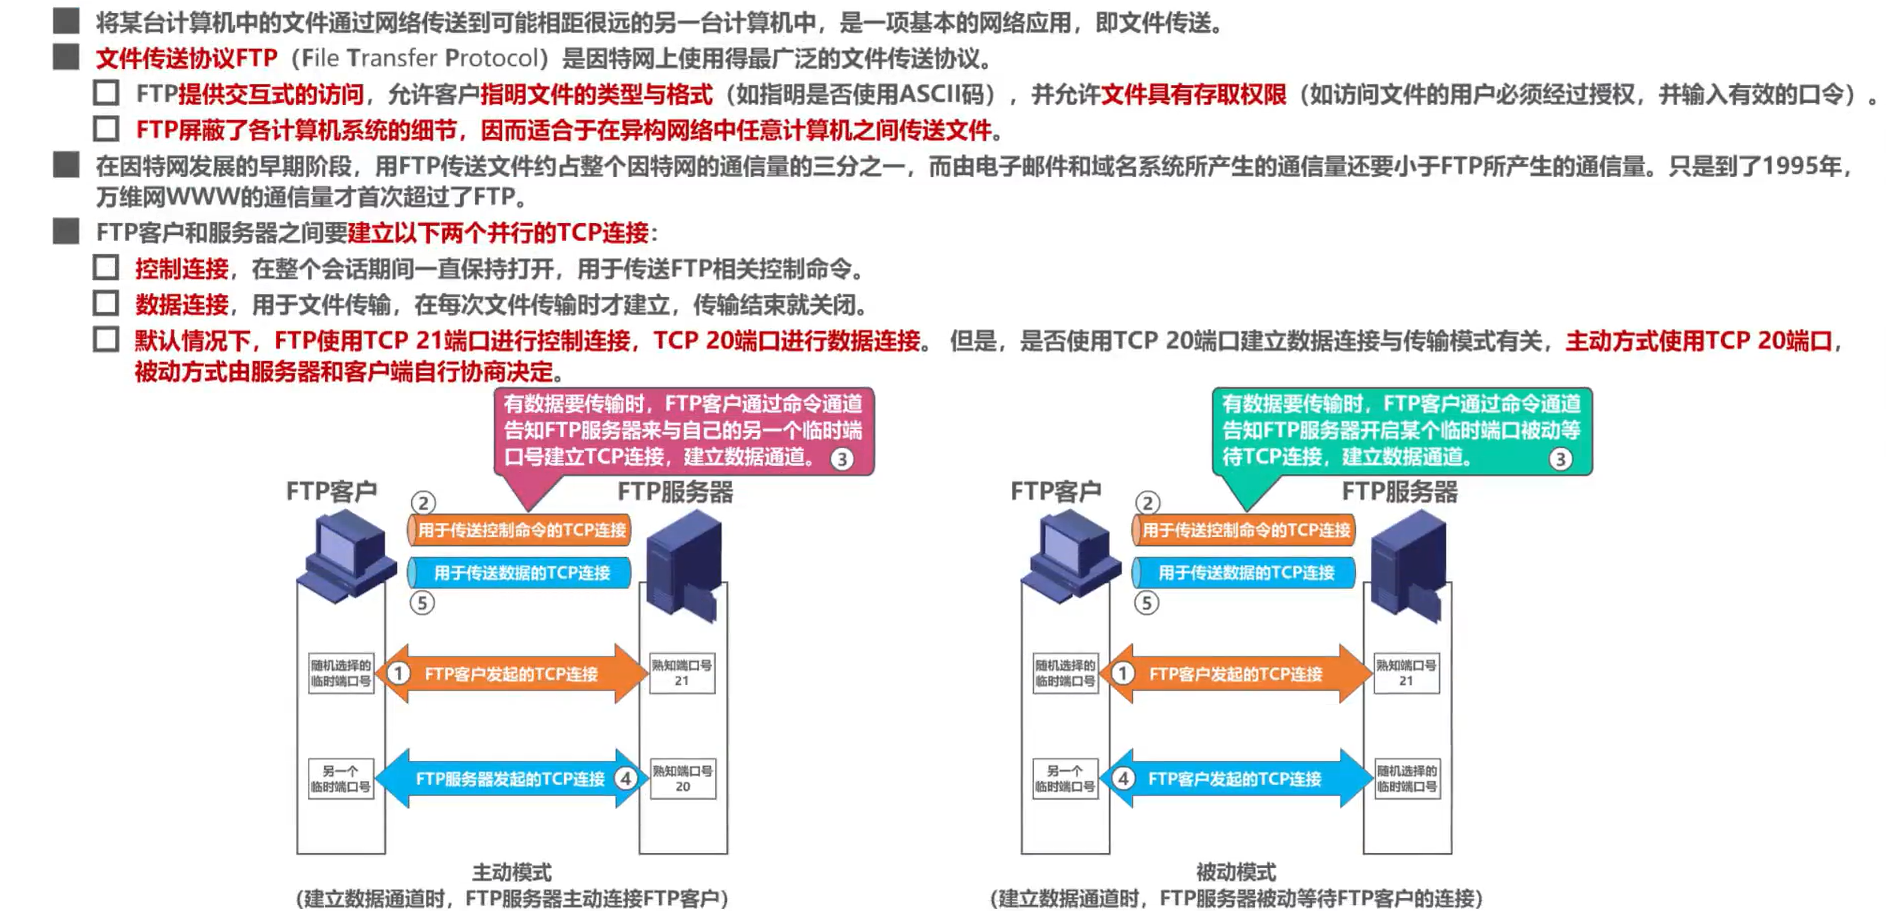 将某台计算机中的文件通过网络传送到可能相距很远的另一台计算机中，是一项基本的网络应用，即文件传送。
文件传送协议FTP（File Transfer Protocol）是因特网上使用得最广泛的文件传送协议。
FTP提供交互式的访问，允许客户指明文件的类型与格式（如指明是否使用ASCII码），并允许文件具有存取权限（如访问文件的用户必须经过授权，并输入有效的口令）。
FTP屏蔽了各计算机系统的细节，因而适合于在异构网络中任意计算机之间传送文件。
在因特网发展的早期阶段，用FTP传送文件约占整个因特网的通信量的三分之一，而由电子邮件和域名系统所产生的通信量还要小于FTP所产生的通信量。只是到了1995年，
万维网WWW的通信量才首次超过了FTP。
FTP客户和服务器之间要建立以下两个并行的TCP连接：
控制连接，在整个会话期间一直保持打开，用于传送FTP相关控制命令。
数据连接，用于文件传输，在每次文件传输时才建立，传输结束就关闭。
默认情况下，FTP使用TCP 21端口进行控制连接，TCP 20端口进行数据连接。 但是，是否使用TCP 20端口建立数据连接与传输模式有关，主动方式使用TCP 20端口，
被动方式由服务器和客户端自行协商决定。
有数据要传输时，FTP客户通过命令通道
告知FTP服务器来与自己的另一个临时端
口号建立TCP连接，建立数据通道。 ③
FTP客户
FTP服务器
②
用于传送控制命令的TCP连接
用于传送数据的TCP连接
⑤
随机选择的
临时端口号
① FTP客户发起的TCP连接
熟知端口号
21
另一个
临时端口号
FTP服务器发起的TCP连接 ④
熟知端口号
20
主动模式
(建立数据通道时，FTP服务器主动连接FTP客户)
有数据要传输时，FTP客户通过命令通道
告知FTP服务器开启某个临时端口被动等
待TCP连接，建立数据通道。 ③
FTP客户
FTP服务器
②
用于传送控制命令的TCP连接
用于传送数据的TCP连接
⑤
随机选择的
临时端口号
① FTP客户发起的TCP连接
熟知端口号
21
另一个
临时端口号
④ FTP客户发起的TCP连接
随机选择的
临时端口号
被动模式
(建立数据通道时，FTP服务器被动等待FTP客户的连接)